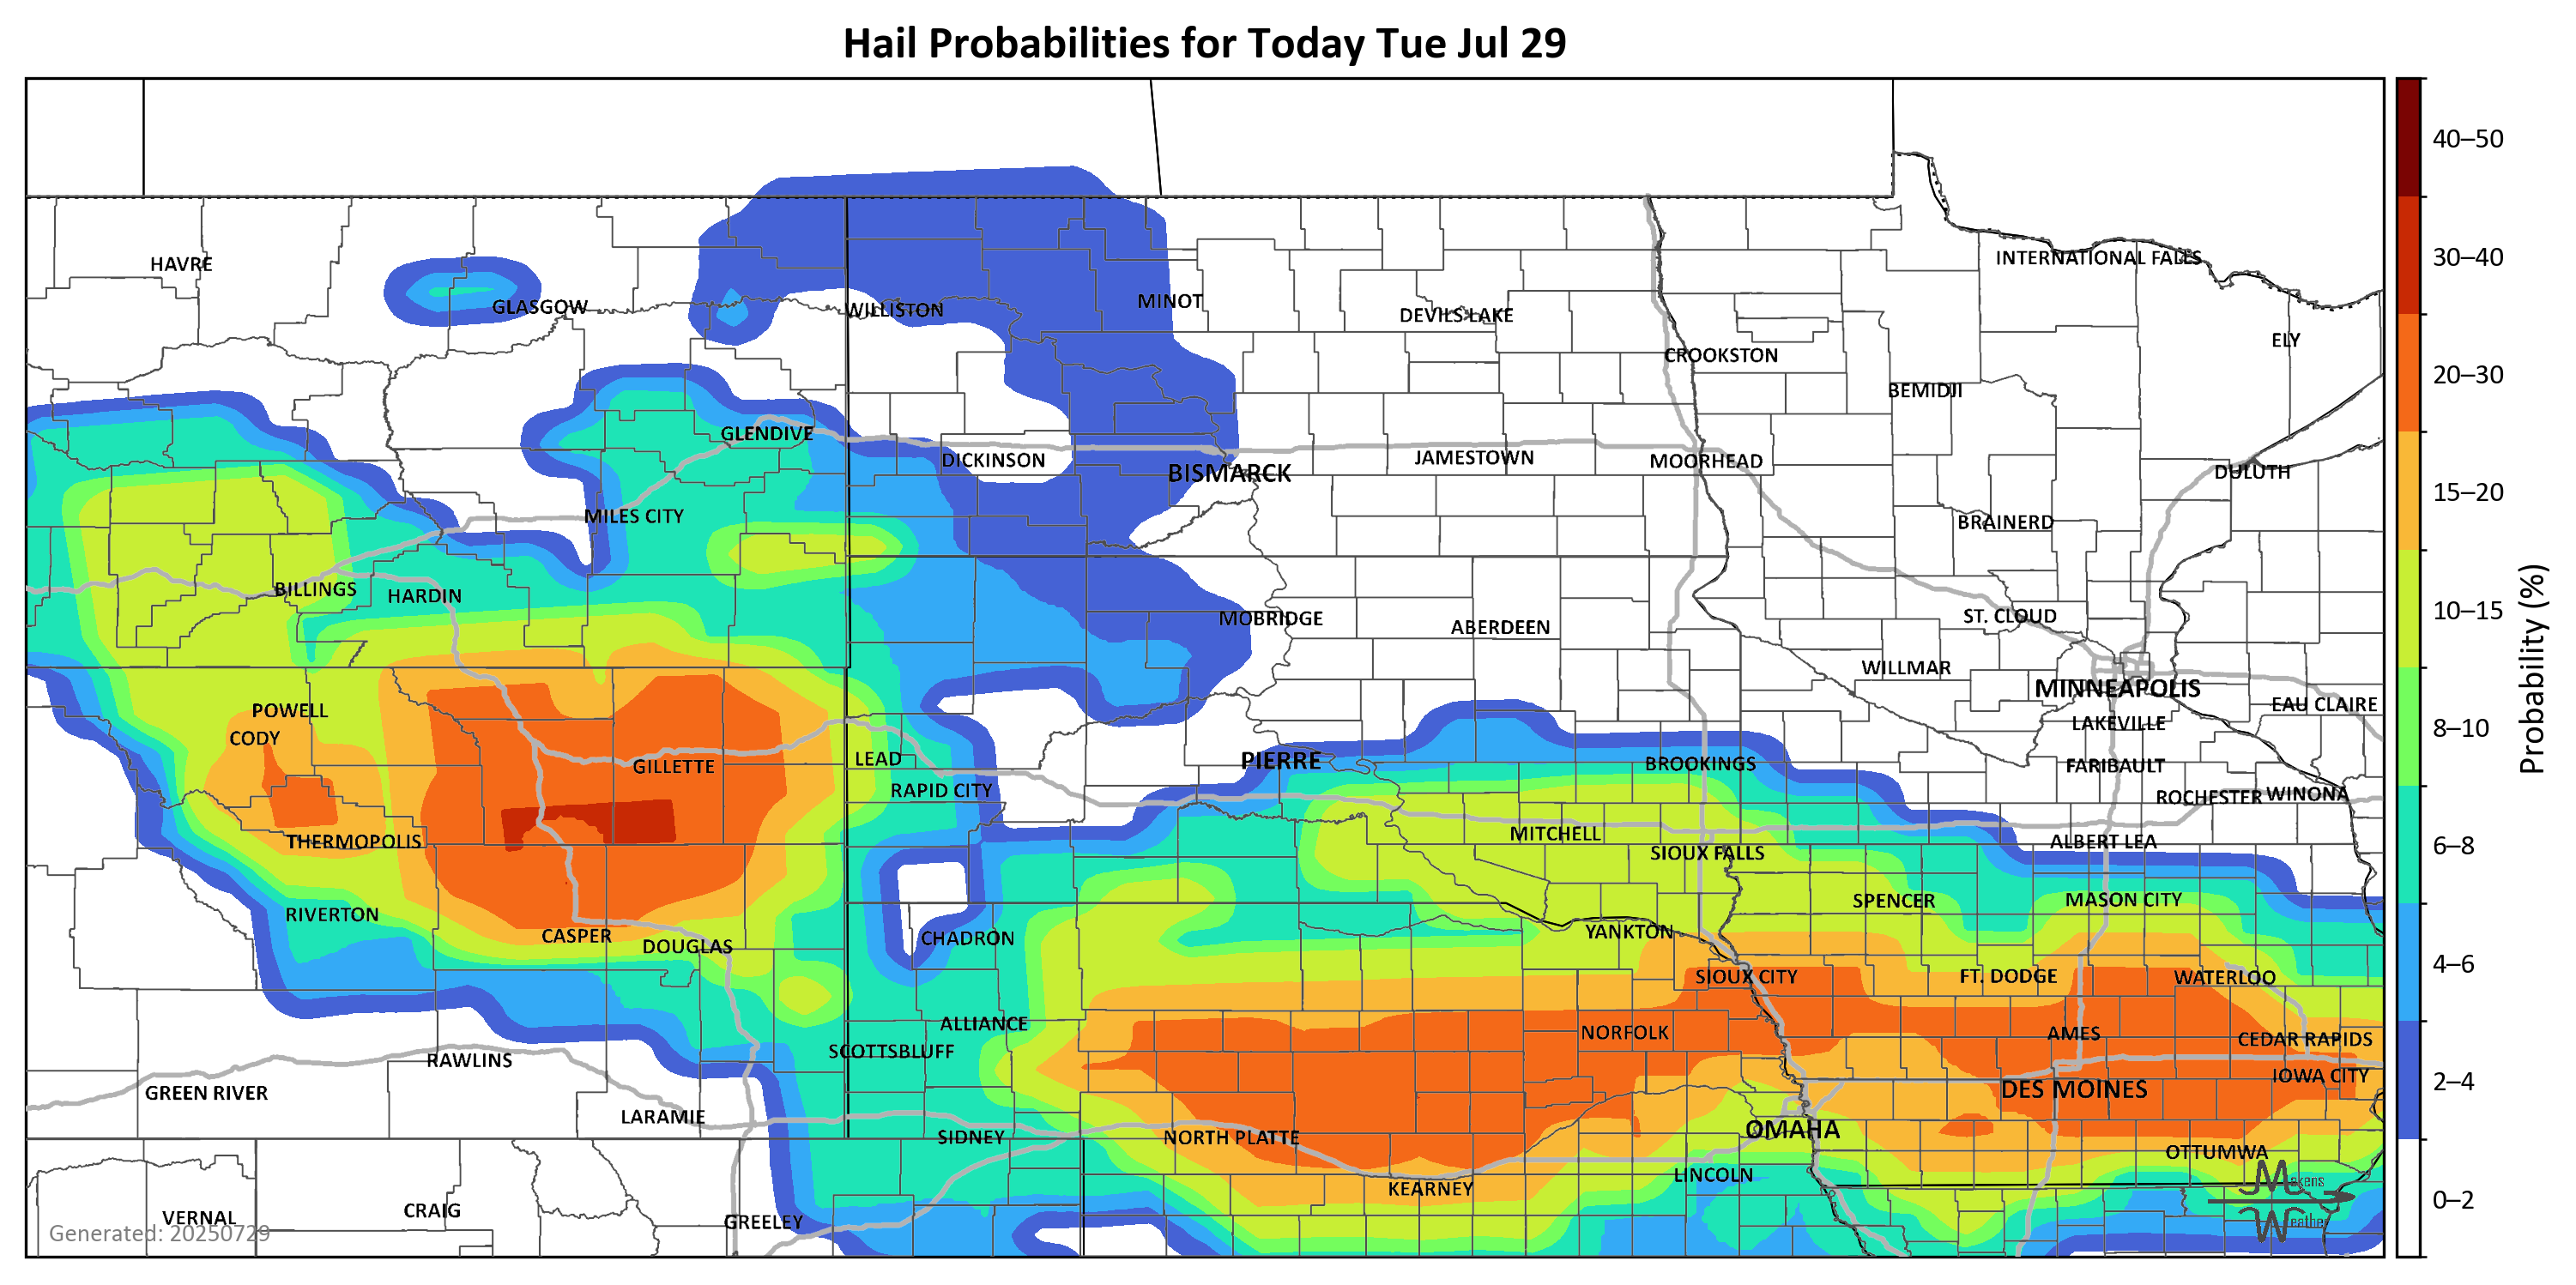 Hail Probabilities for Today Tue Jul 29
40–50
HAVRE
INTERNATIONAL FALLS
30–40
GLASGOW
WILLISTON
MINOT
DEVILS LAKE
ELY
CROOKSTON
20–30
BEMIDJI
GLENDIVE
DICKINSON
BISMARCK
JAMESTOWN
MOORHEAD
DULUTH
15–20
MILES CITY
BRAINERD
BILLINGS
HARDIN
10–15
MOBRIDGE
ABERDEEN
ST. CLOUD
WILLMAR
Probability (%)
MINNEAPOLIS
EAU CLAIRE
POWELL
LAKEVILLE
8–10
CODY
LEAD
PIERRE
BROOKINGS
GILLETTE
FARIBAULT
RAPID CITY
ROCHESTER
WINONA
MITCHELL
THERMOPOLIS
ALBERT LEA
6–8
SIOUX FALLS
SPENCER
MASON CITY
RIVERTON
YANKTON
CASPER
CHADRON
DOUGLAS
4–6
SIOUX CITY
FT. DODGE
WATERLOO
ALLIANCE
NORFOLK
AMES
CEDAR RAPIDS
SCOTTSBLUFF
RAWLINS
IOWA CITY
2–4
GREEN RIVER
DES MOINES
LARAMIE
SIDNEY
NORTH PLATTE
OMAHA
OTTUMWA
LINCOLN
KEARNEY
Makens
0–2
VERNAL
CRAIG
GREELEY
Weather
Generated: 20250729